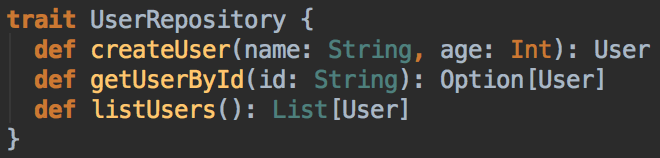 trait UserRepository {
  def createUser(name: String, age: Int): User
  def getUserById(id: String): Option[User]
  def listUsers(): List[User]
}